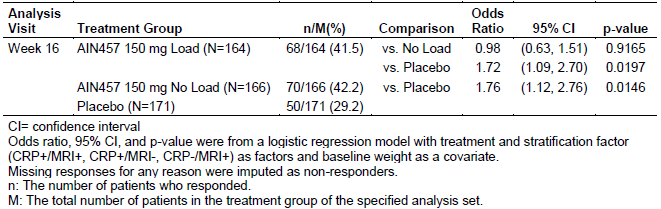 Analysis Visit Treatment Group n/M(%) Comparison Odds Ratio 95% CI p-value
Week 16 AIN457 150 mg Load (N=164) 68/164 (41.5) vs. No Load 0.98 (0.63, 1.51) 0.9165
vs. Placebo 1.72 (1.09, 2.70) 0.0197
AIN457 150 mg No Load (N=166) 70/166 (42.2) vs. Placebo 1.76 (1.12, 2.76) 0.0146
Placebo (N=171) 50/171 (29.2)
CI= confidence interval
Odds ratio, 95% CI, and p-value were from a logistic regression model with treatment and stratification factor
(CRP+/MRI+, CRP+/MRI-, CRP-/MRI+) as factors and baseline weight as a covariate.
Missing responses for any reason were imputed as non-responders.
n: The number of patients who responded.
M: The total number of patients in the treatment group of the specified analysis set.